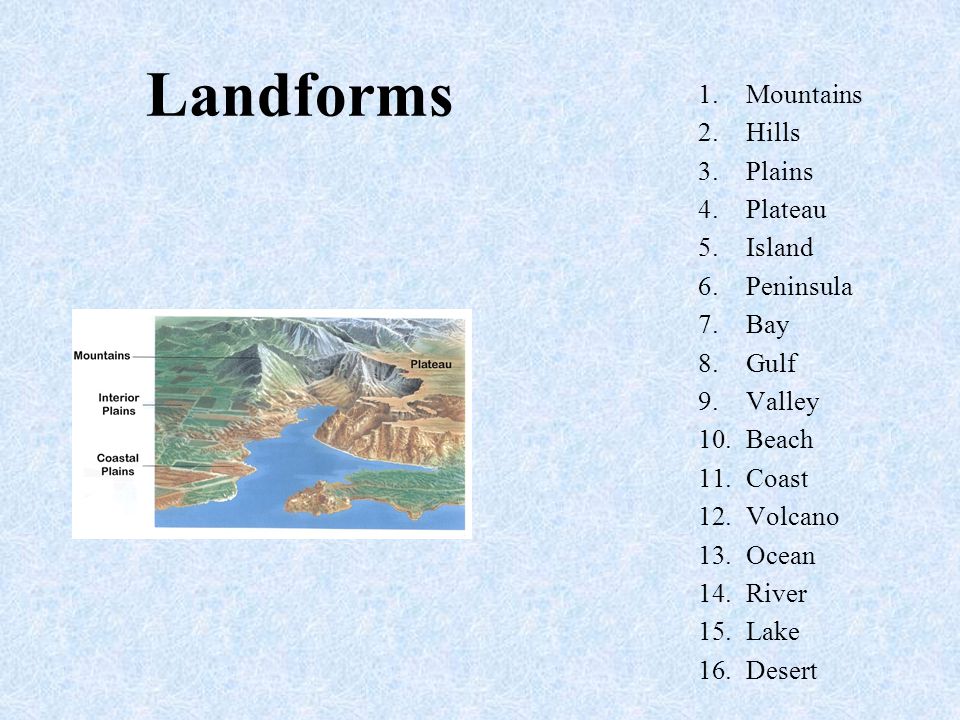 Landforms
1. Mountains
2. Hills
3. Plains
4. Plateau
5. Island
6. Peninsula
7. Bay
8. Gulf
9. Valley
10. Beach
11. Coast
12. Volcano
13. Ocean
14. River
15. Lake
16. Desert
Mountains
Plateau
Interior
Plains
Coastal
Plains